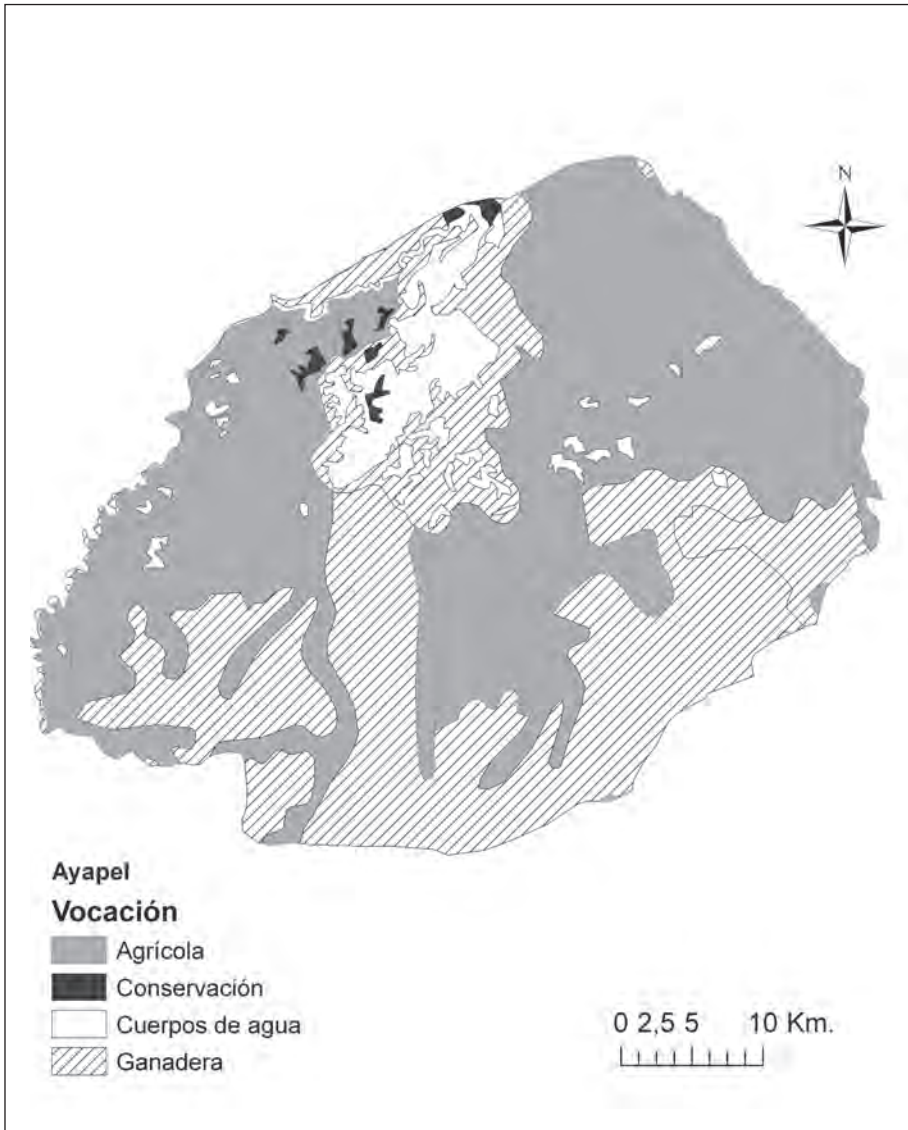 N
Ayapel
Vocación
Agrícola
Conservación
Cuerpos de agua
Ganadera
0 2,5 5 10 Km.